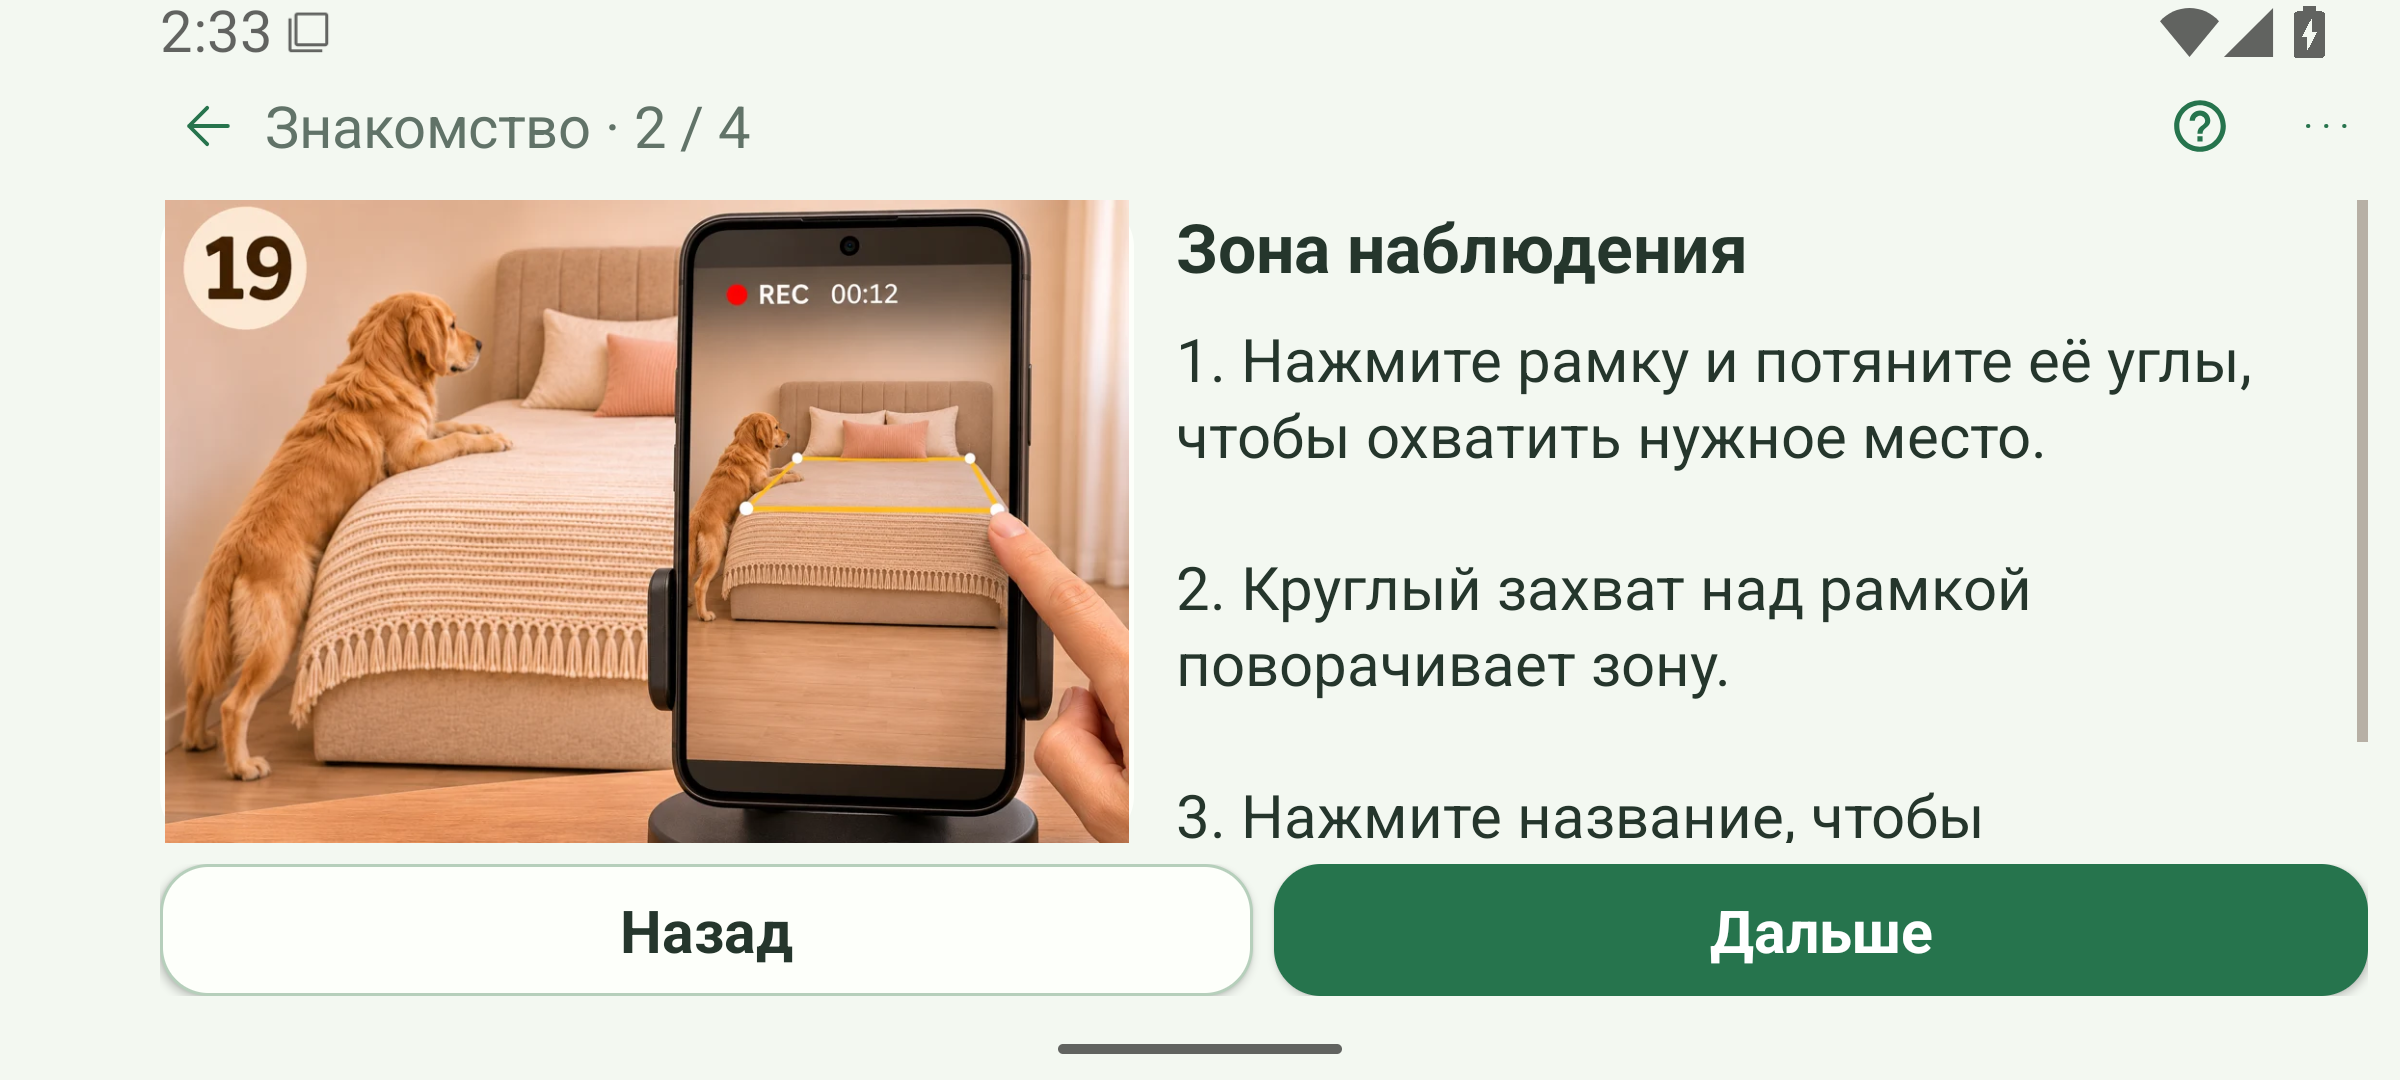 2:33
Знакомство · 2 / 4
19
REC 00:12
Зона наблюдения
1. Нажмите рамку и потяните её углы,
чтобы охватить нужное место.
2. Круглый захват над рамкой
поворачивает зону.
3. Нажмите название, чтобы
Назад
Дальше